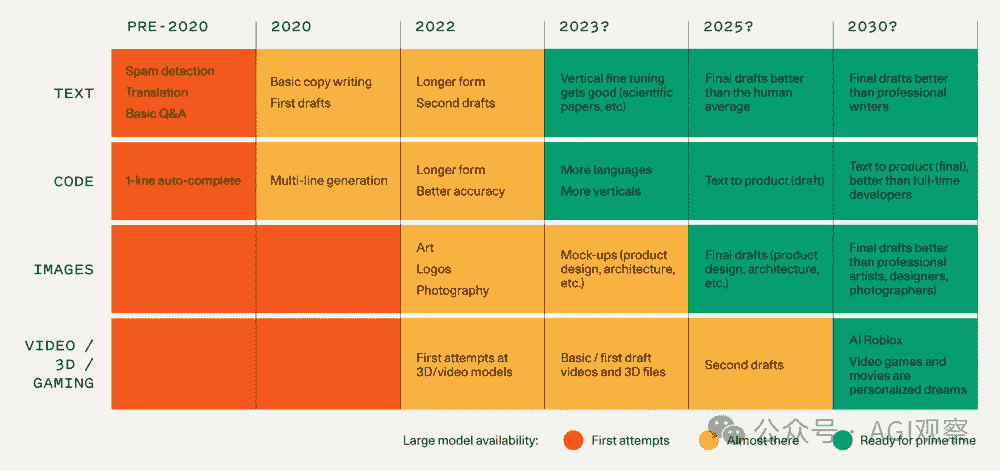 PRE-2020 2020 2022 2023? 2025? 2030?
TEXT
Spam detection
Translation
Basic Q&A
Basic copy writing
First drafts
Longer form
Second drafts
Vertical fine tuning
gets good (scientific
papers, etc)
Final drafts better
than the human
average
Final drafts better
than professional
writers
CODE
1-line auto-complete
Multi-line generation
Longer form
Better accuracy
More languages
More verticals
Text to product (draft)
Text to product (final),
better than full-time
developers
IMAGES
Art
Logos
Photography
Mock-ups (product
design, architecture,
etc.)
Final drafts (product
design, architecture,
etc.)
Final drafts better
than professional
artists, designers,
photographers)
VIDEO /
3D /
GAMING
First attempts at
3D/video models
Basic / first draft
videos and 3D files
Second drafts
AI Roblox
Video games and
movies are
personalized dreams
Large model availability: First attempts Almost there Ready for prime time
公众号 · AGI观察